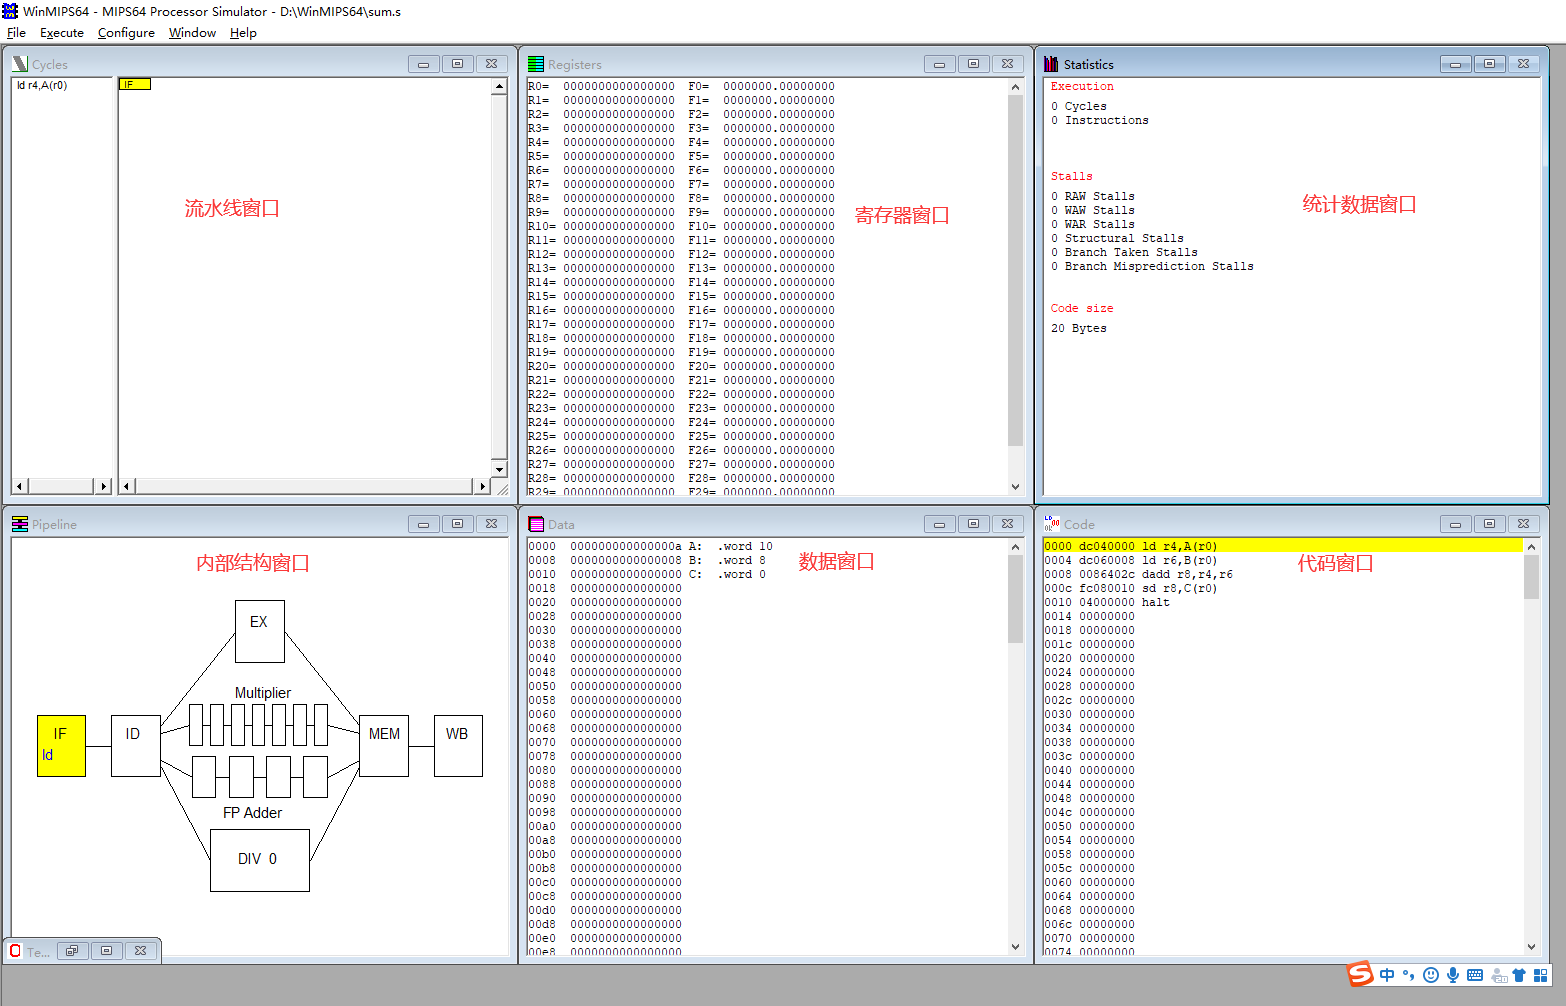 WinMIPS64 - MIPS64 Processor Simulator - D:\WinMIPS64\sum.s
File Execute Configure Window Help
Cycles
ld r4,A(r0)
IF
流水线窗口
Registers
R0= 0000000000000000 F0= 0000000.00000000
R1= 0000000000000000 F1= 0000000.00000000
R2= 0000000000000000 F2= 0000000.00000000
R3= 0000000000000000 F3= 0000000.00000000
R4= 0000000000000000 F4= 0000000.00000000
R5= 0000000000000000 F5= 0000000.00000000
R6= 0000000000000000 F6= 0000000.00000000
R7= 0000000000000000 F7= 0000000.00000000
R8= 0000000000000000 F8= 0000000.00000000
R9= 0000000000000000 F9= 0000000.00000000
R10= 0000000000000000 F10= 0000000.00000000
R11= 0000000000000000 F11= 0000000.00000000
R12= 0000000000000000 F12= 0000000.00000000
R13= 0000000000000000 F13= 0000000.00000000
R14= 0000000000000000 F14= 0000000.00000000
R15= 0000000000000000 F15= 0000000.00000000
R16= 0000000000000000 F16= 0000000.00000000
R17= 0000000000000000 F17= 0000000.00000000
R18= 0000000000000000 F18= 0000000.00000000
R19= 0000000000000000 F19= 0000000.00000000
R20= 0000000000000000 F20= 0000000.00000000
R21= 0000000000000000 F21= 0000000.00000000
R22= 0000000000000000 F22= 0000000.00000000
R23= 0000000000000000 F23= 0000000.00000000
R24= 0000000000000000 F24= 0000000.00000000
R25= 0000000000000000 F25= 0000000.00000000
R26= 0000000000000000 F26= 0000000.00000000
R27= 0000000000000000 F27= 0000000.00000000
R28= 0000000000000000 F28= 0000000.00000000
R29= 0000000000000000 F29= 0000000.00000000
寄存器窗口
Statistics
Execution
0 Cycles
0 Instructions
Stalls
0 RAW Stalls
0 WAW Stalls
0 WAR Stalls
0 Structural Stalls
0 Branch Taken Stalls
0 Branch Misprediction Stalls
Code size
20 Bytes
统计数据窗口
Pipeline
内部结构窗口
EX
Multiplier
IF
ld
ID
MEM
WB
FP Adder
DIV 0
Te...
Data
0000 000000000000000a A: .word 10
0008 0000000000000008 B: .word 8
0010 0000000000000000 C: .word 0
0018 0000000000000000
0020 0000000000000000
0028 0000000000000000
0030 0000000000000000
0038 0000000000000000
0040 0000000000000000
0048 0000000000000000
0050 0000000000000000
0058 0000000000000000
0060 0000000000000000
0068 0000000000000000
0070 0000000000000000
0078 0000000000000000
0080 0000000000000000
0088 0000000000000000
0090 0000000000000000
0098 0000000000000000
00a0 0000000000000000
00a8 0000000000000000
00b0 0000000000000000
00b8 0000000000000000
00c0 0000000000000000
00c8 0000000000000000
00d0 0000000000000000
00d8 0000000000000000
00e0 0000000000000000
00e8 0000000000000000
数据窗口
Code
0000 dc040000 ld r4,A(r0)
0004 dc060008 ld r6,B(r0)
0008 0086402c dadd r8,r4,r6
000c fc080010 sd r8,C(r0)
0010 04000000 halt
0014 00000000
0018 00000000
001c 00000000
0020 00000000
0024 00000000
0028 00000000
002c 00000000
0030 00000000
0034 00000000
0038 00000000
003c 00000000
0040 00000000
0044 00000000
0048 00000000
004c 00000000
0050 00000000
0054 00000000
0058 00000000
005c 00000000
0060 00000000
0064 00000000
0068 00000000
006c 00000000
0070 00000000
0074 00000000
代码窗口
中